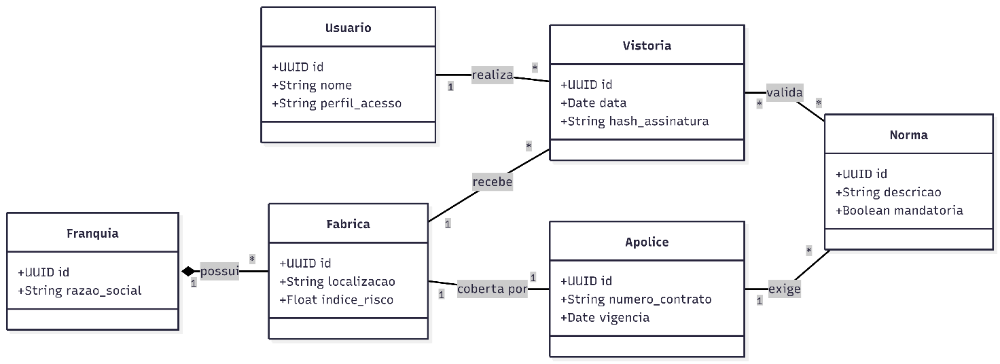 Usuario
+UUID id
+String nome
+String perfil_acesso
1
realiza
*
Vistoria
+UUID id
+Date data
+String hash_assinatura
*
valida
*
Norma
+UUID id
+String descricao
+Boolean mandatoria
*
recebe
1
Franquia
+UUID id
+String razao_social
1
possui
*
Fabrica
+UUID id
+String localizacao
+Float indice_risco
1
coberta por
1
Apolice
+UUID id
+String numero_contrato
+Date vigencia
1
exige
*